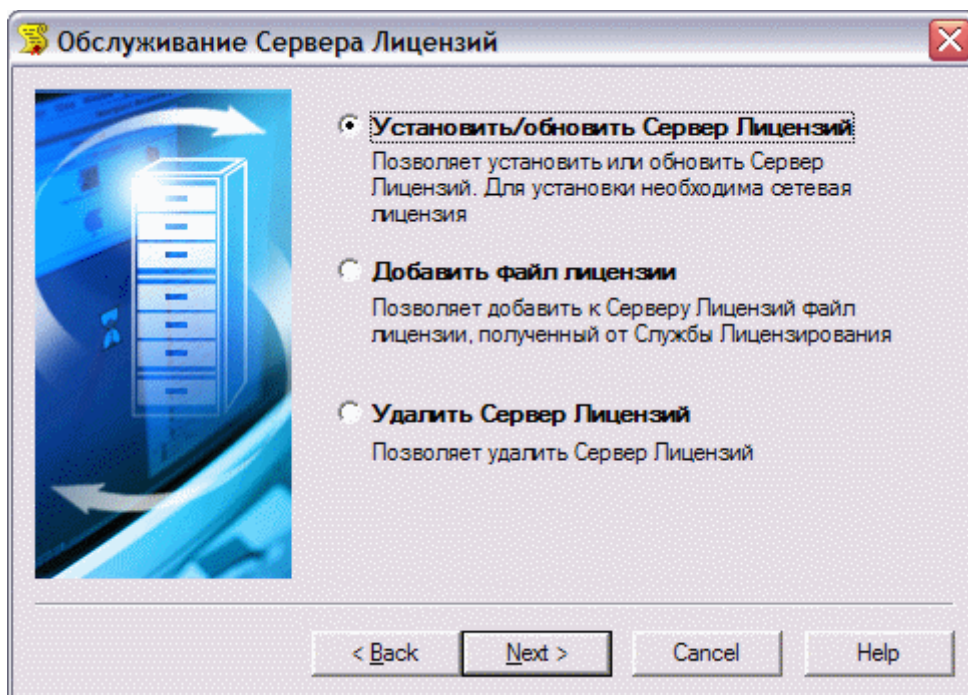 Обслуживание Сервера Лицензий
Установить/обновить Сервер Лицензий
Позволяет установить или обновить Сервер
Лицензий. Для установки необходима сетевая
лицензия
Добавить файл лицензии
Позволяет добавить к Серверу Лицензий файл
лицензии, полученный от Службы Лицензирования
Удалить Сервер Лицензий
Позволяет удалить Сервер Лицензий
< Back
Next >
Cancel
Help